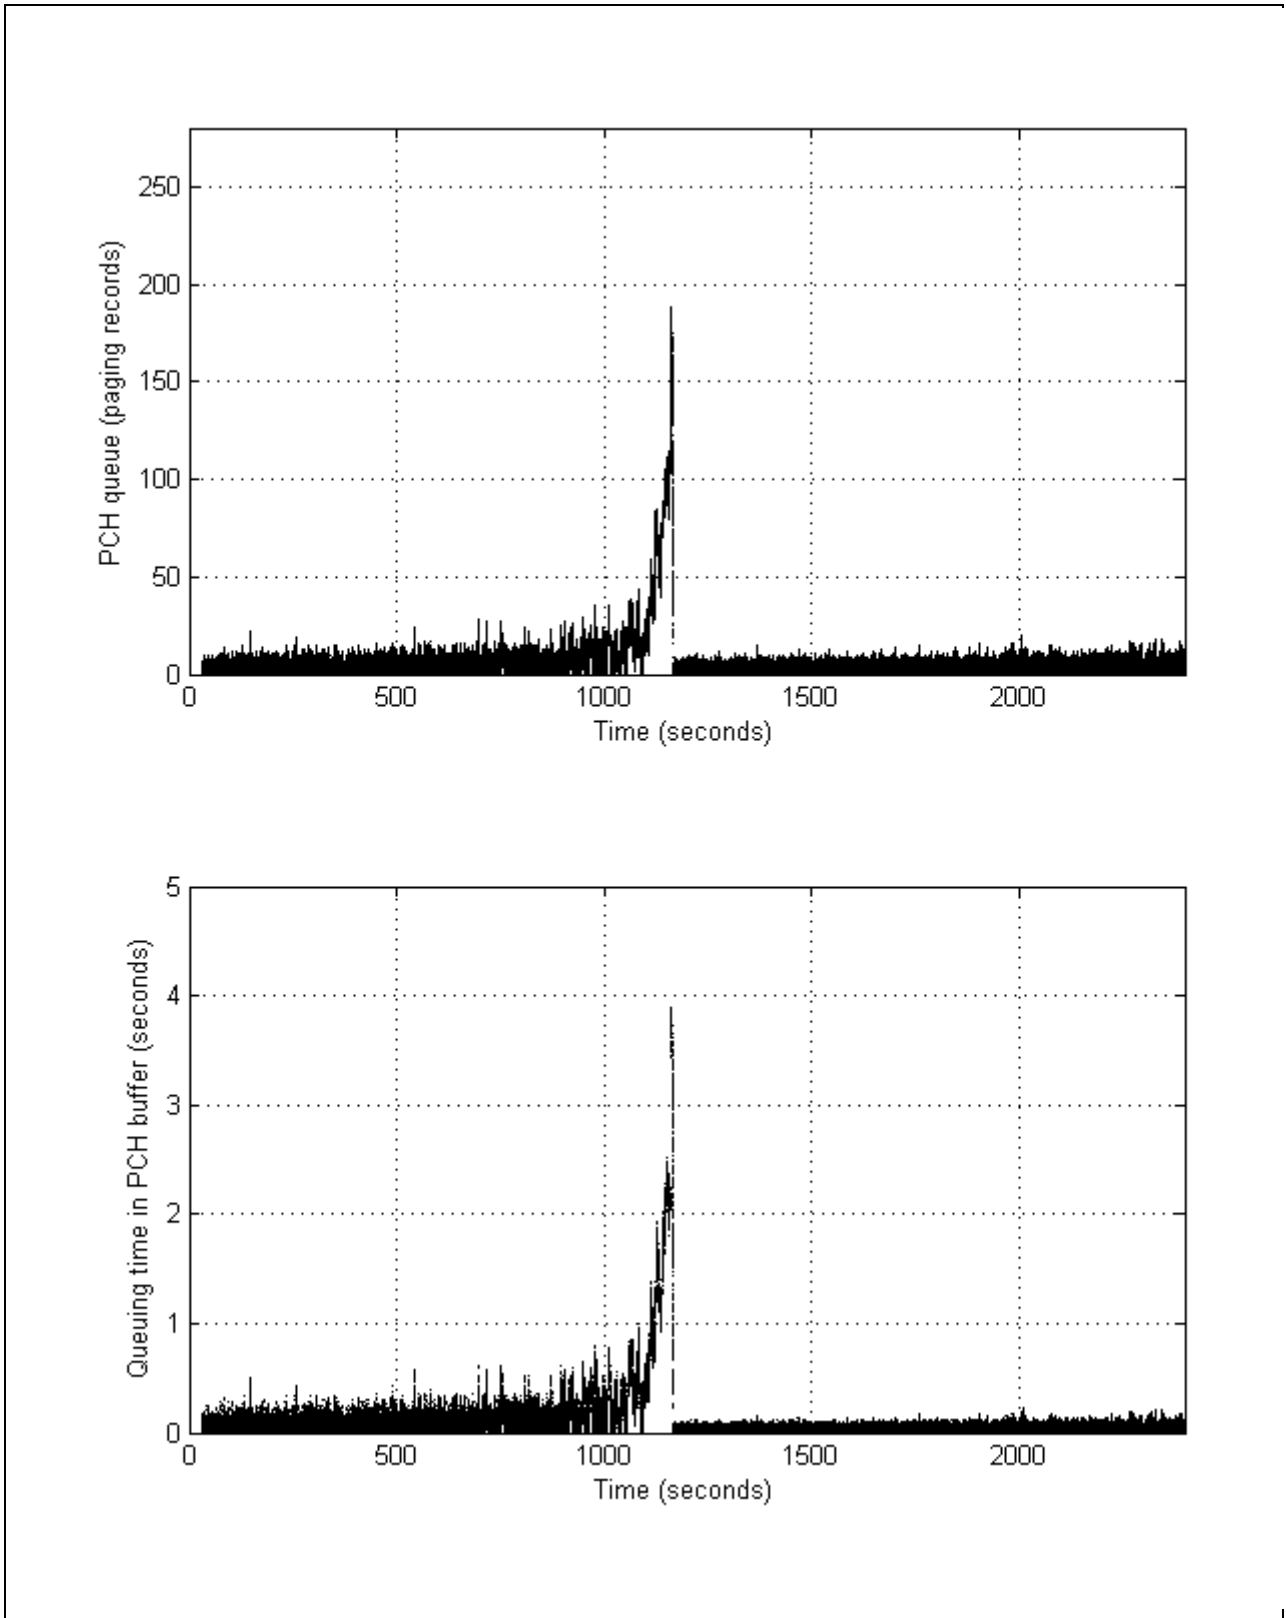 250
200
150
100
50
0
PCH queue (paging records)
0 500 1000 1500 2000
Time (seconds)
5
4
3
2
1
0
Queuing time in PCH buffer (seconds)
0 500 1000 1500 2000
Time (seconds)